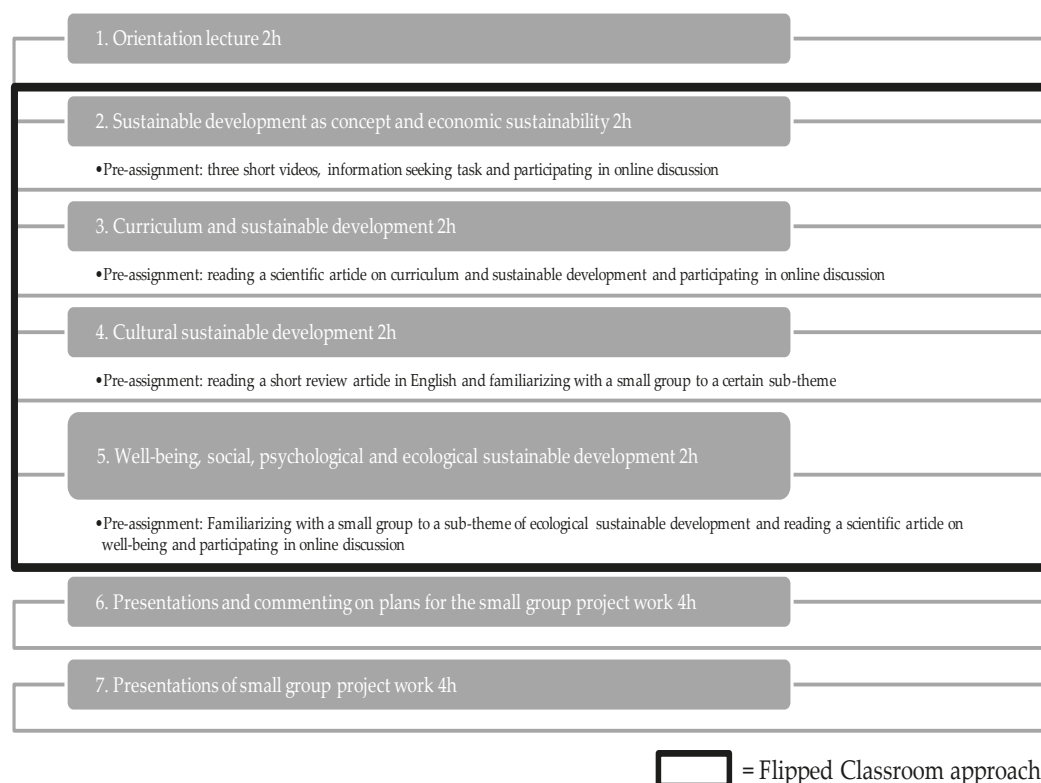 1. Orientation lecture 2h
2. Sustainable development as concept and economic sustainability 2h
•Pre-assignment: three short videos, information seeking task and participating in online discussion
3. Curriculum and sustainable development 2h
•Pre-assignment: reading a scientific article on curriculum and sustainable development and participating in online discussion
4. Cultural sustainable development 2h
•Pre-assignment: reading a short review article in English and familiarizing with a small group to a certain sub-theme
5. Well-being, social, psychological and ecological sustainable development 2h
•Pre-assignment: Familiarizing with a small group to a sub-theme of ecological sustainable development and reading a scientific article on
well-being and participating in online discussion
6. Presentations and commenting on plans for the small group project work 4h
7. Presentations of small group project work 4h
= Flipped Classroom approach